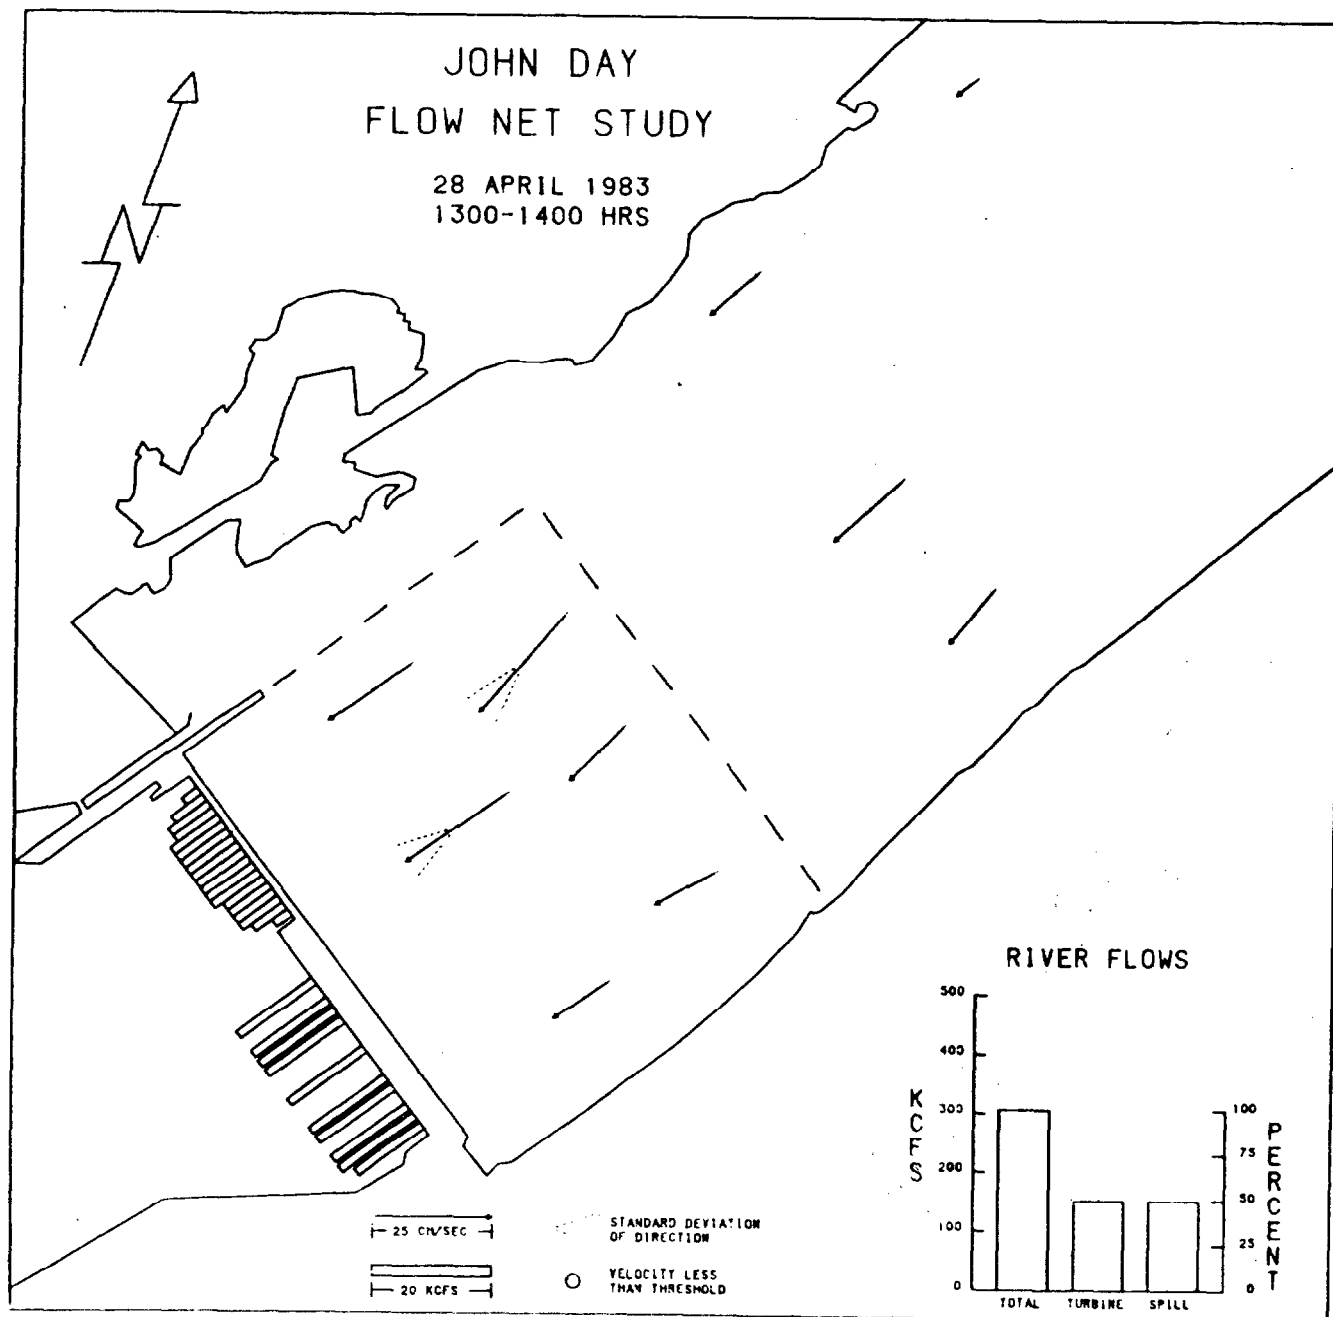 JOHN DAY
FLOW NET STUDY
28 APRIL 1983
1300-1400 HRS
N
RIVER FLOWS
500
400
300
200
100
0
KCFS
100
75
50
25
0
PERCENT
TOTAL TURBINE SPILL
25 CM/SEC
STANDARD DEVIATION
OF DIRECTION
20 KCFS
VELOCITY LESS
THAN THRESHOLD